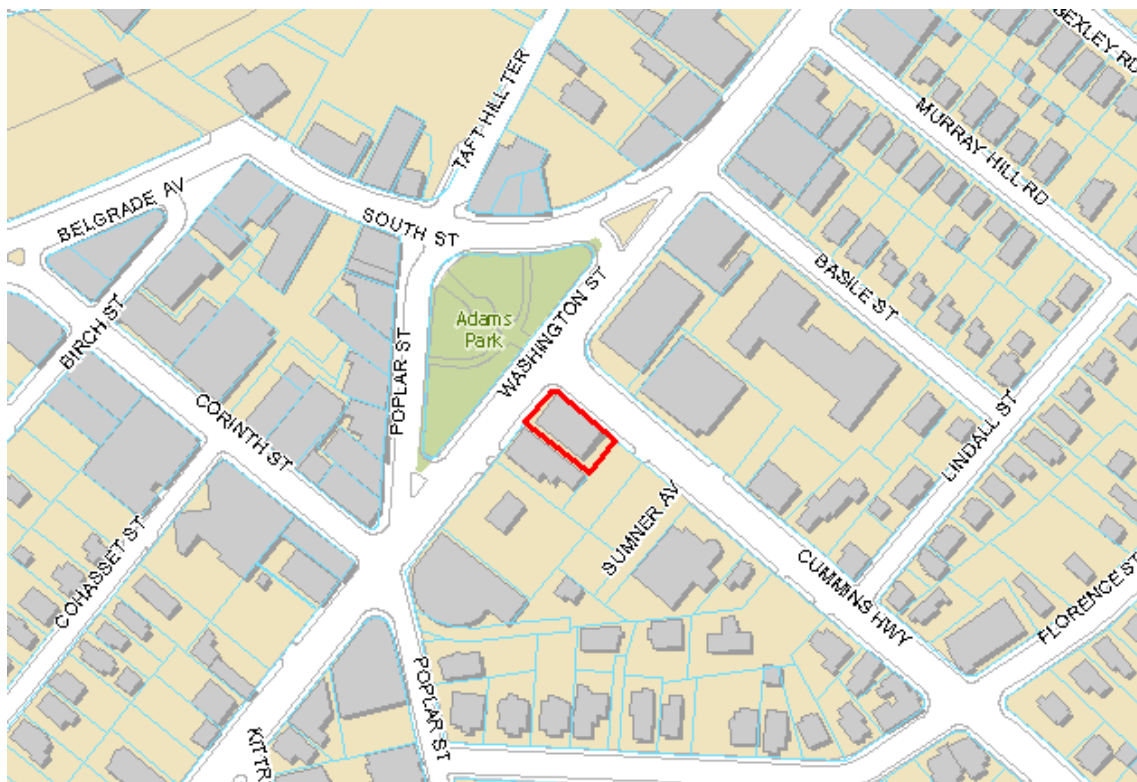 BEXLEY RD
TAFT HILL TER
MURRAY HILL RD
BELGRADE AV
SOUTH ST
BASILE ST
WASHINGTON ST
Adams
Park
BIRCH ST
POPLAR ST
CORINTH ST
LINDALL ST
SUMNER AV
COHASSET ST
CUMMINS HWY
FLORENCE ST
POPLAR ST
KITTR